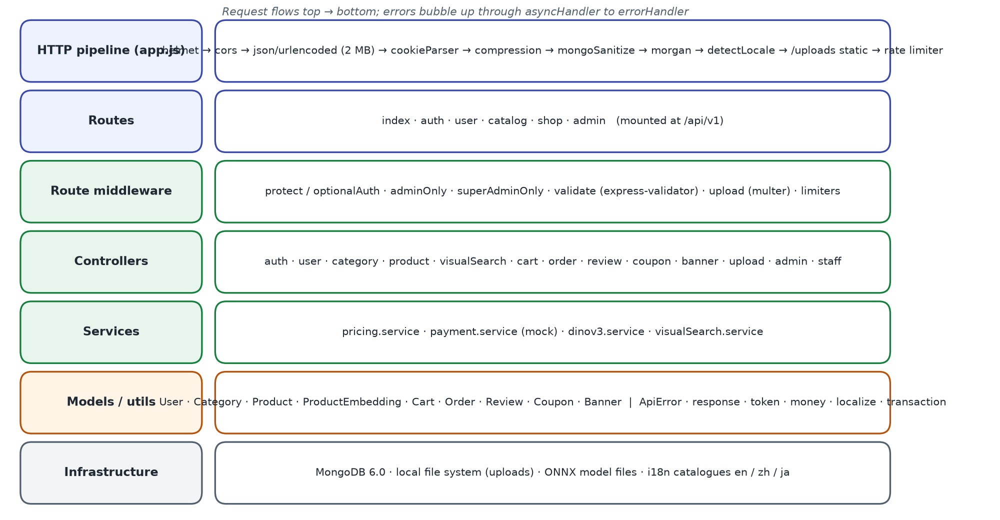 Request flows top → bottom; errors bubble up through asyncHandler to errorHandler
HTTP pipeline (app.js)
helmet → cors → json/urlencoded (2 MB) → cookieParser → compression → mongoSanitize → morgan → detectLocale → /uploads static → rate limiter
Routes
index · auth · user · catalog · shop · admin (mounted at /api/v1)
Route middleware
protect / optionalAuth · adminOnly · superAdminOnly · validate (express-validator) · upload (multer) · limiters
Controllers
auth · user · category · product · visualSearch · cart · order · review · coupon · banner · upload · admin · staff
Services
pricing.service · payment.service (mock) · dinov3.service · visualSearch.service
Models / utils
User · Category · Product · ProductEmbedding · Cart · Order · Review · Coupon · Banner | ApiError · response · token · money · localize · transaction
Infrastructure
MongoDB 6.0 · local file system (uploads) · ONNX model files · i18n catalogues en / zh / ja